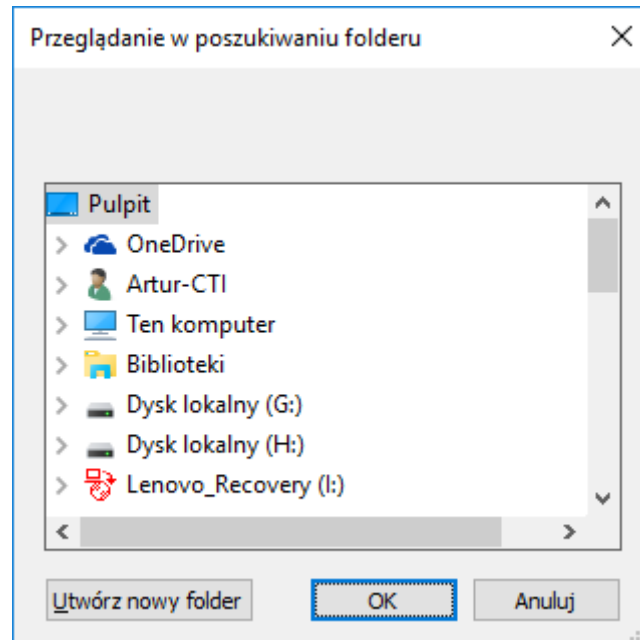 Przeglądanie w poszukiwaniu folderu
Pulpit
OneDrive
Artur-CTI
Ten komputer
Biblioteki
Dysk lokalny (G:)
Dysk lokalny (H:)
Lenovo_Recovery (I:)
Utwórz nowy folder
OK
Anuluj